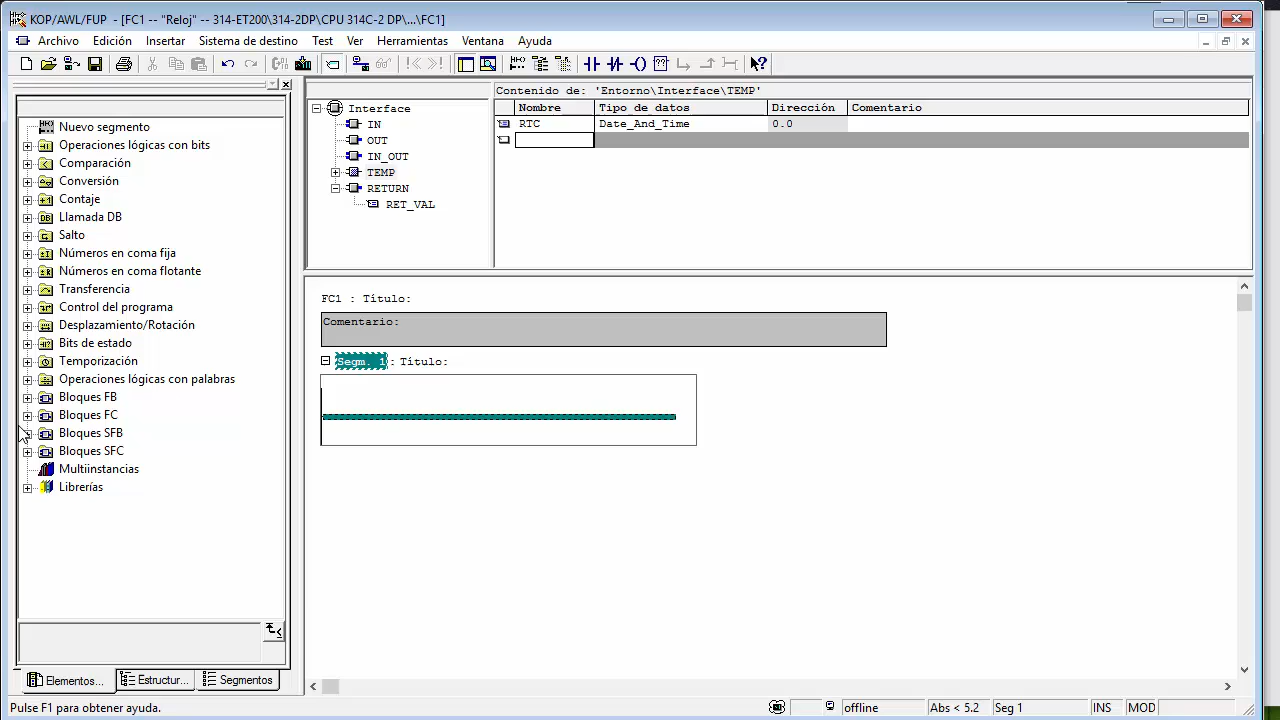 KOP/AWL/FUP - [FC1 -- "Reloj" -- 314-ET200\314-2DP\CPU 314C-2 DP\...\FC1]
Archivo Edición Insertar Sistema de destino Test Ver Herramientas Ventana Ayuda
Nuevo segmento
Operaciones lógicas con bits
Comparación
Conversión
Contaje
Llamada DB
Salto
Números en coma fija
Números en coma flotante
Transferencia
Control del programa
Desplazamiento/Rotación
Bits de estado
Temporización
Operaciones lógicas con palabras
Bloques FB
Bloques FC
Bloques SFB
Bloques SFC
Multiinstancias
Librerías
Elementos... Estructur... Segmentos
Interface
IN
OUT
IN_OUT
TEMP
RETURN
RET_VAL
Contenido de: 'Entorno\Interface\TEMP'
Nombre Tipo de datos Dirección Comentario
RTC Date_And_Time 0.0
FC1 : Título:
Comentario:
Segm. 1: Título:
Pulse F1 para obtener ayuda. offline Abs < 5.2 Seg 1 INS MOD